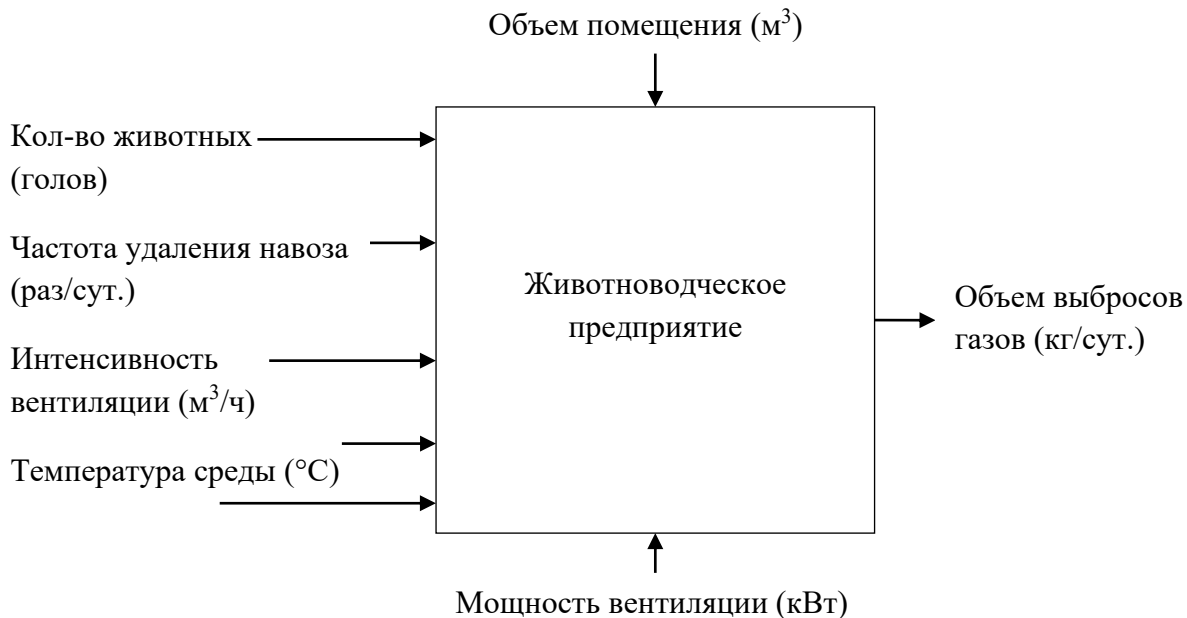 Объем помещения (м³)
Кол-во животных
(голов)
Частота удаления навоза
(раз/сут.)
Интенсивность
вентиляции (м³/ч)
Температура среды (°C)
Животноводческое
предприятие
Объем выбросов
газов (кг/сут.)
Мощность вентиляции (кВт)